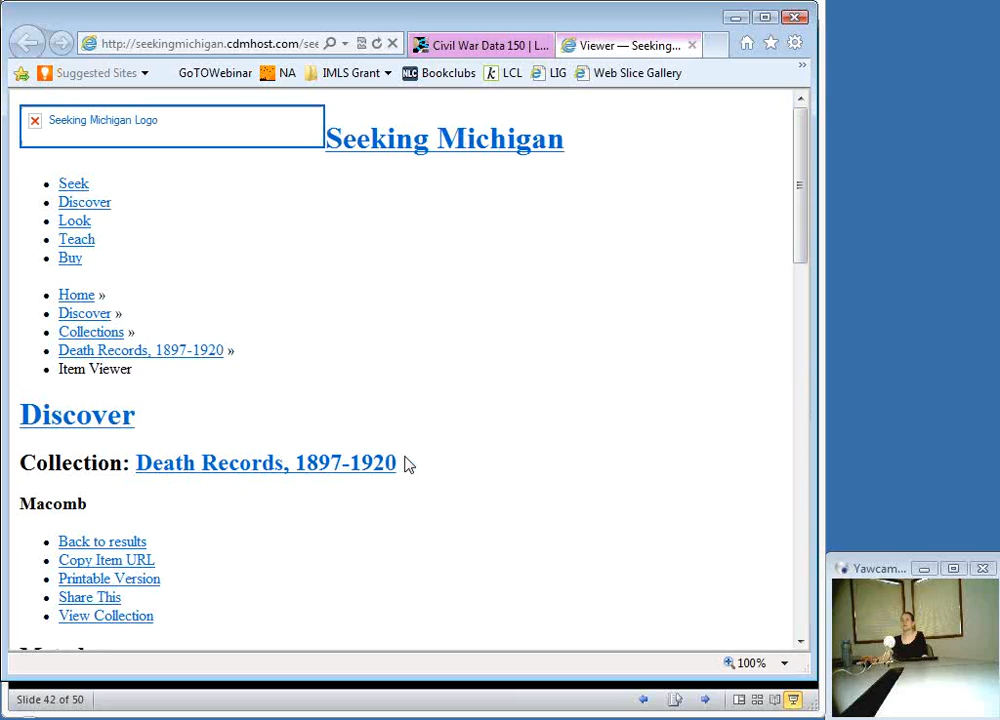 http://seekingmichigan.cdmhost.com/see
Civil War Data 150 | L...
Viewer — Seeking...
Suggested Sites
GoTOWebinar
NA
IMLS Grant
NLC Bookclubs
k LCL
LIG
Web Slice Gallery
»
Seeking Michigan Logo
Seeking Michigan
Seek
Discover
Look
Teach
Buy
Home »
Discover »
Collections »
Death Records, 1897-1920 »
Item Viewer
Discover
Collection: Death Records, 1897-1920
Macomb
Back to results
Copy Item URL
Printable Version
Share This
View Collection
100%
Slide 42 of 50
Yawcam...